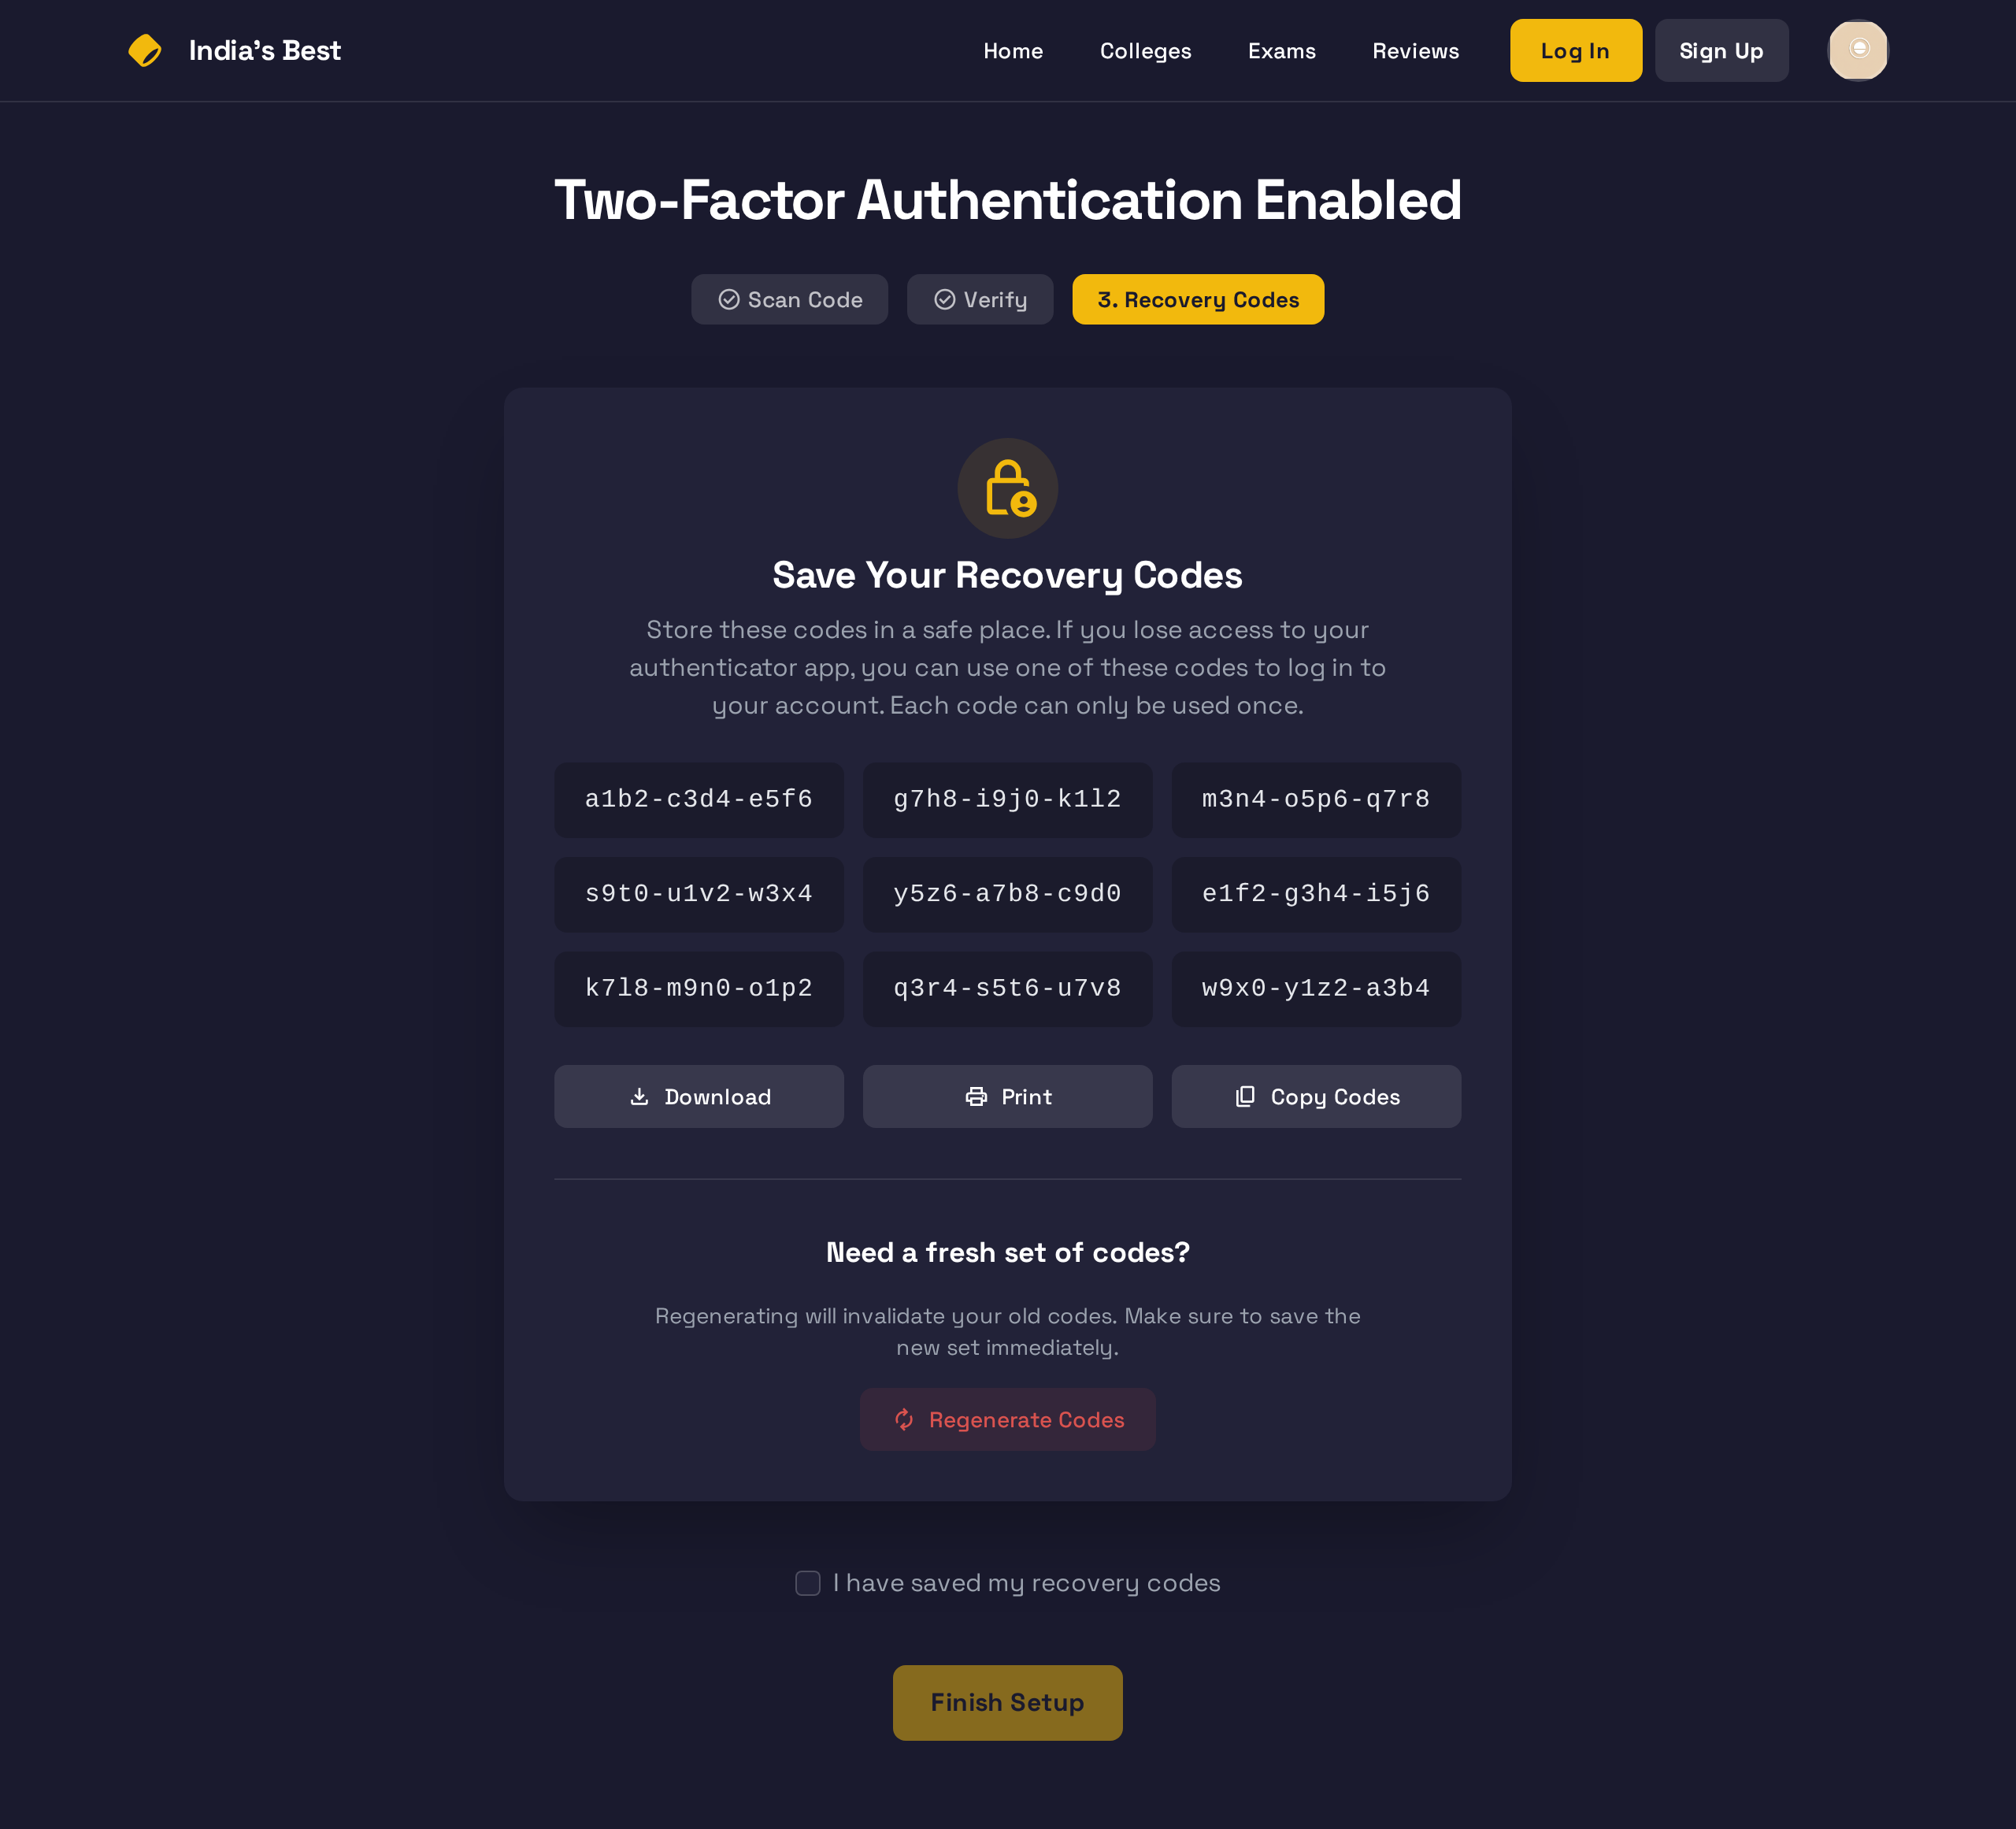 India's Best
Home
Colleges
Exams
Reviews
Log In
Sign Up
Two-Factor Authentication Enabled
Scan Code
Verify
3. Recovery Codes
Save Your Recovery Codes
Store these codes in a safe place. If you lose access to your
authenticator app, you can use one of these codes to log in to
your account. Each code can only be used once.
a1b2-c3d4-e5f6
g7h8-i9j0-k1l2
m3n4-o5p6-q7r8
s9t0-u1v2-w3x4
y5z6-a7b8-c9d0
e1f2-g3h4-i5j6
k7l8-m9n0-o1p2
q3r4-s5t6-u7v8
w9x0-y1z2-a3b4
Download
Print
Copy Codes
Need a fresh set of codes?
Regenerating will invalidate your old codes. Make sure to save the
new set immediately.
Regenerate Codes
I have saved my recovery codes
Finish Setup